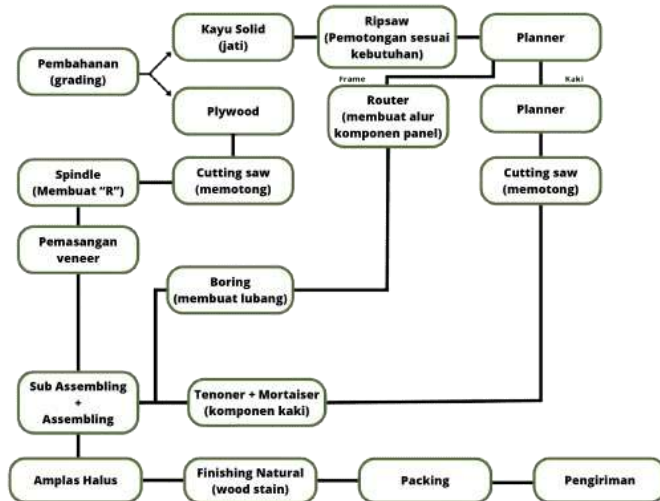 Kayu Solid
(jati)
Ripsaw
(Pemotongan sesuai
kebutuhan)
Planner
Pembahanan
(grading)
Frame
Kaki
Plywood
Router
(membuat alur
komponen panel)
Planner
Spindle
(Membuat “R”)
Cutting saw
(memotong)
Cutting saw
(memotong)
Pemasangan
veneer
Boring
(membuat lubang)
Sub Assembling
+
Assembling
Tenoner + Mortaiser
(komponen kaki)
Amplas Halus
Finishing Natural
(wood stain)
Packing
Pengiriman